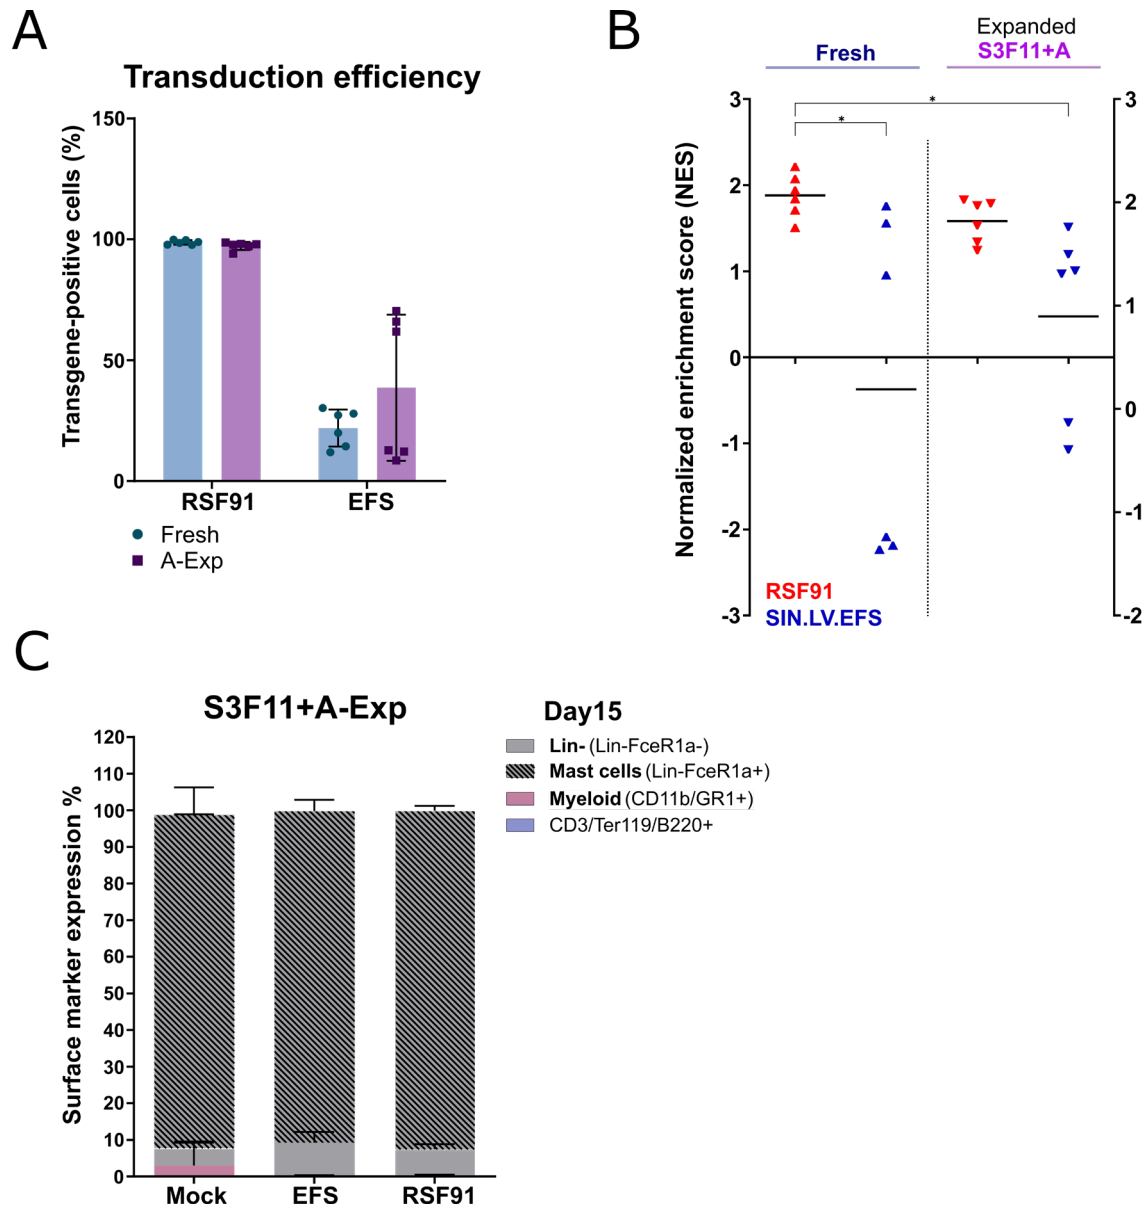 A
Transduction efficiency
Transgene-positive cells (%)
150
100
50
0
RSF91
EFS
Fresh
A-Exp
B
Fresh
Expanded
S3F11+A
Normalized enrichment score (NES)
3
2
1
0
-1
-2
-3
*
*
3
2
1
0
-1
-2
RSF91
SIN.LV.EFS
C
S3F11+A-Exp
Surface marker expression %
120
110
100
90
80
70
60
50
40
30
20
10
0
Mock
EFS
RSF91
Day15
Lin- (Lin-FceR1a-)
Mast cells (Lin-FceR1a+)
Myeloid (CD11b/GR1+)
CD3/Ter119/B220+